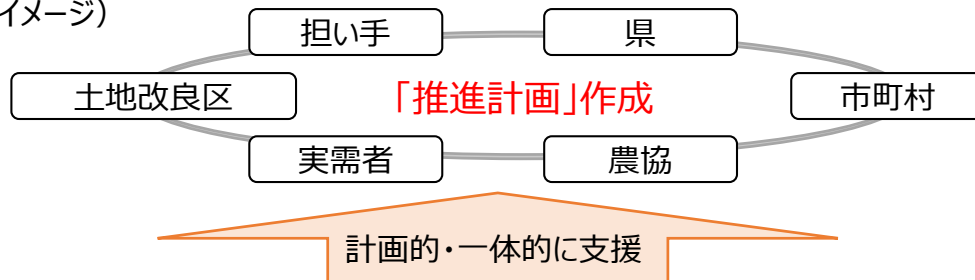 イメージ）
担い手
県
土地改良区
「推進計画」作成
市町村
実需者
農協
計画的・一体的に支援